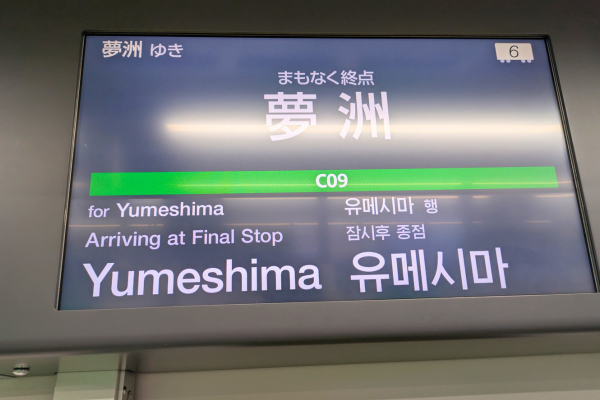 夢洲 ゆき
6
まもなく終点
夢洲
C09
for Yumeshima 유메시마 행
Arriving at Final Stop 잠시후 종점
Yumeshima 유메시마